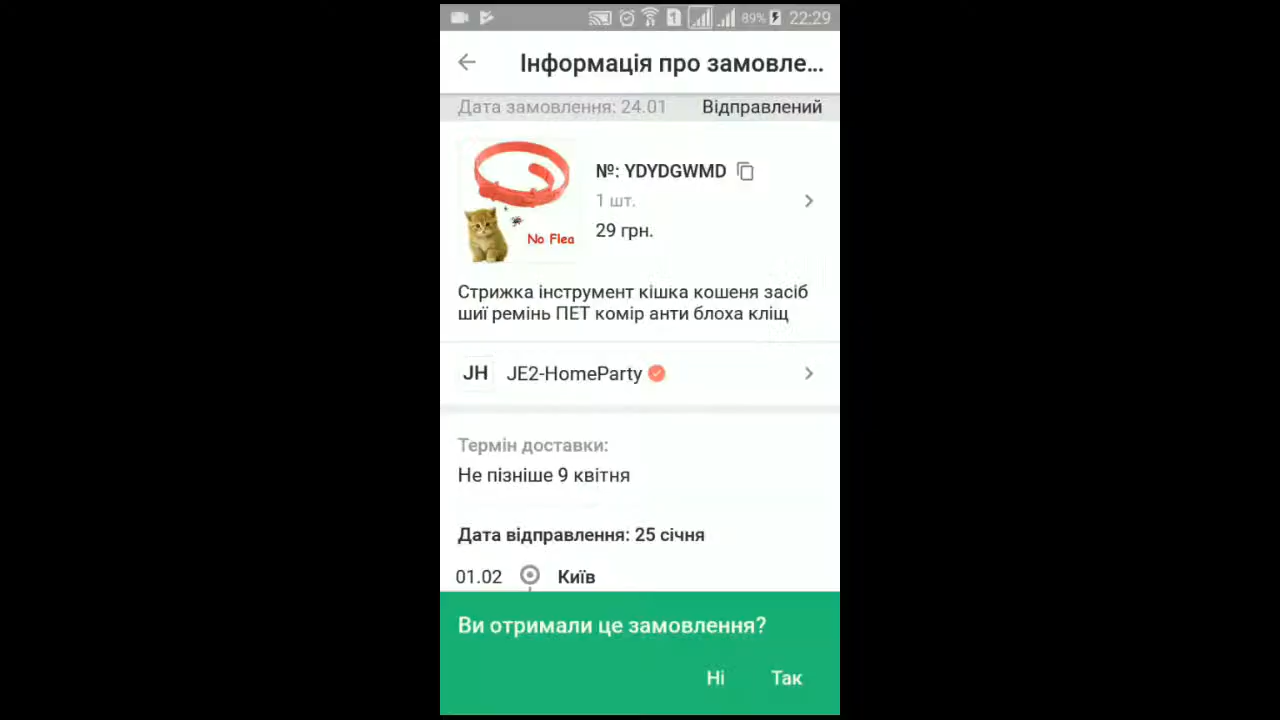 89% 22:29
Інформація про замовле...
Дата замовлення: 24.01 Відправлений
№: YDYDGWMD
1 шт.
29 грн.
No Flea
Стрижка інструмент кішка кошеня засіб
шиї ремінь ПЕТ комір анти блоха кліщ
JH JE2-HomeParty
Термін доставки:
Не пізніше 9 квітня
Дата відправлення: 25 січня
01.02 Київ
Ви отримали це замовлення?
Ні Так